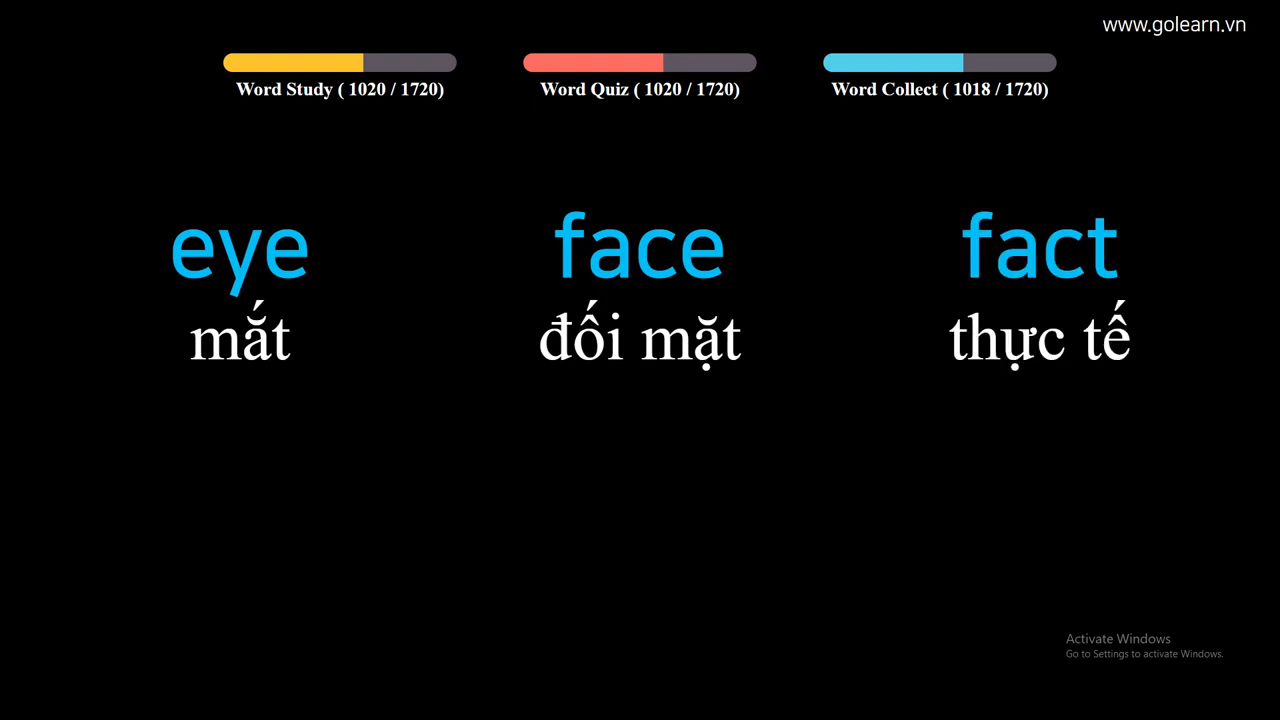 www.golearn.vn
Word Study ( 1020 / 1720)
Word Quiz ( 1020 / 1720)
Word Collect ( 1018 / 1720)
eye
face
fact
mắt
đối mặt
thực tế
Activate Windows
Go to Settings to activate Windows.